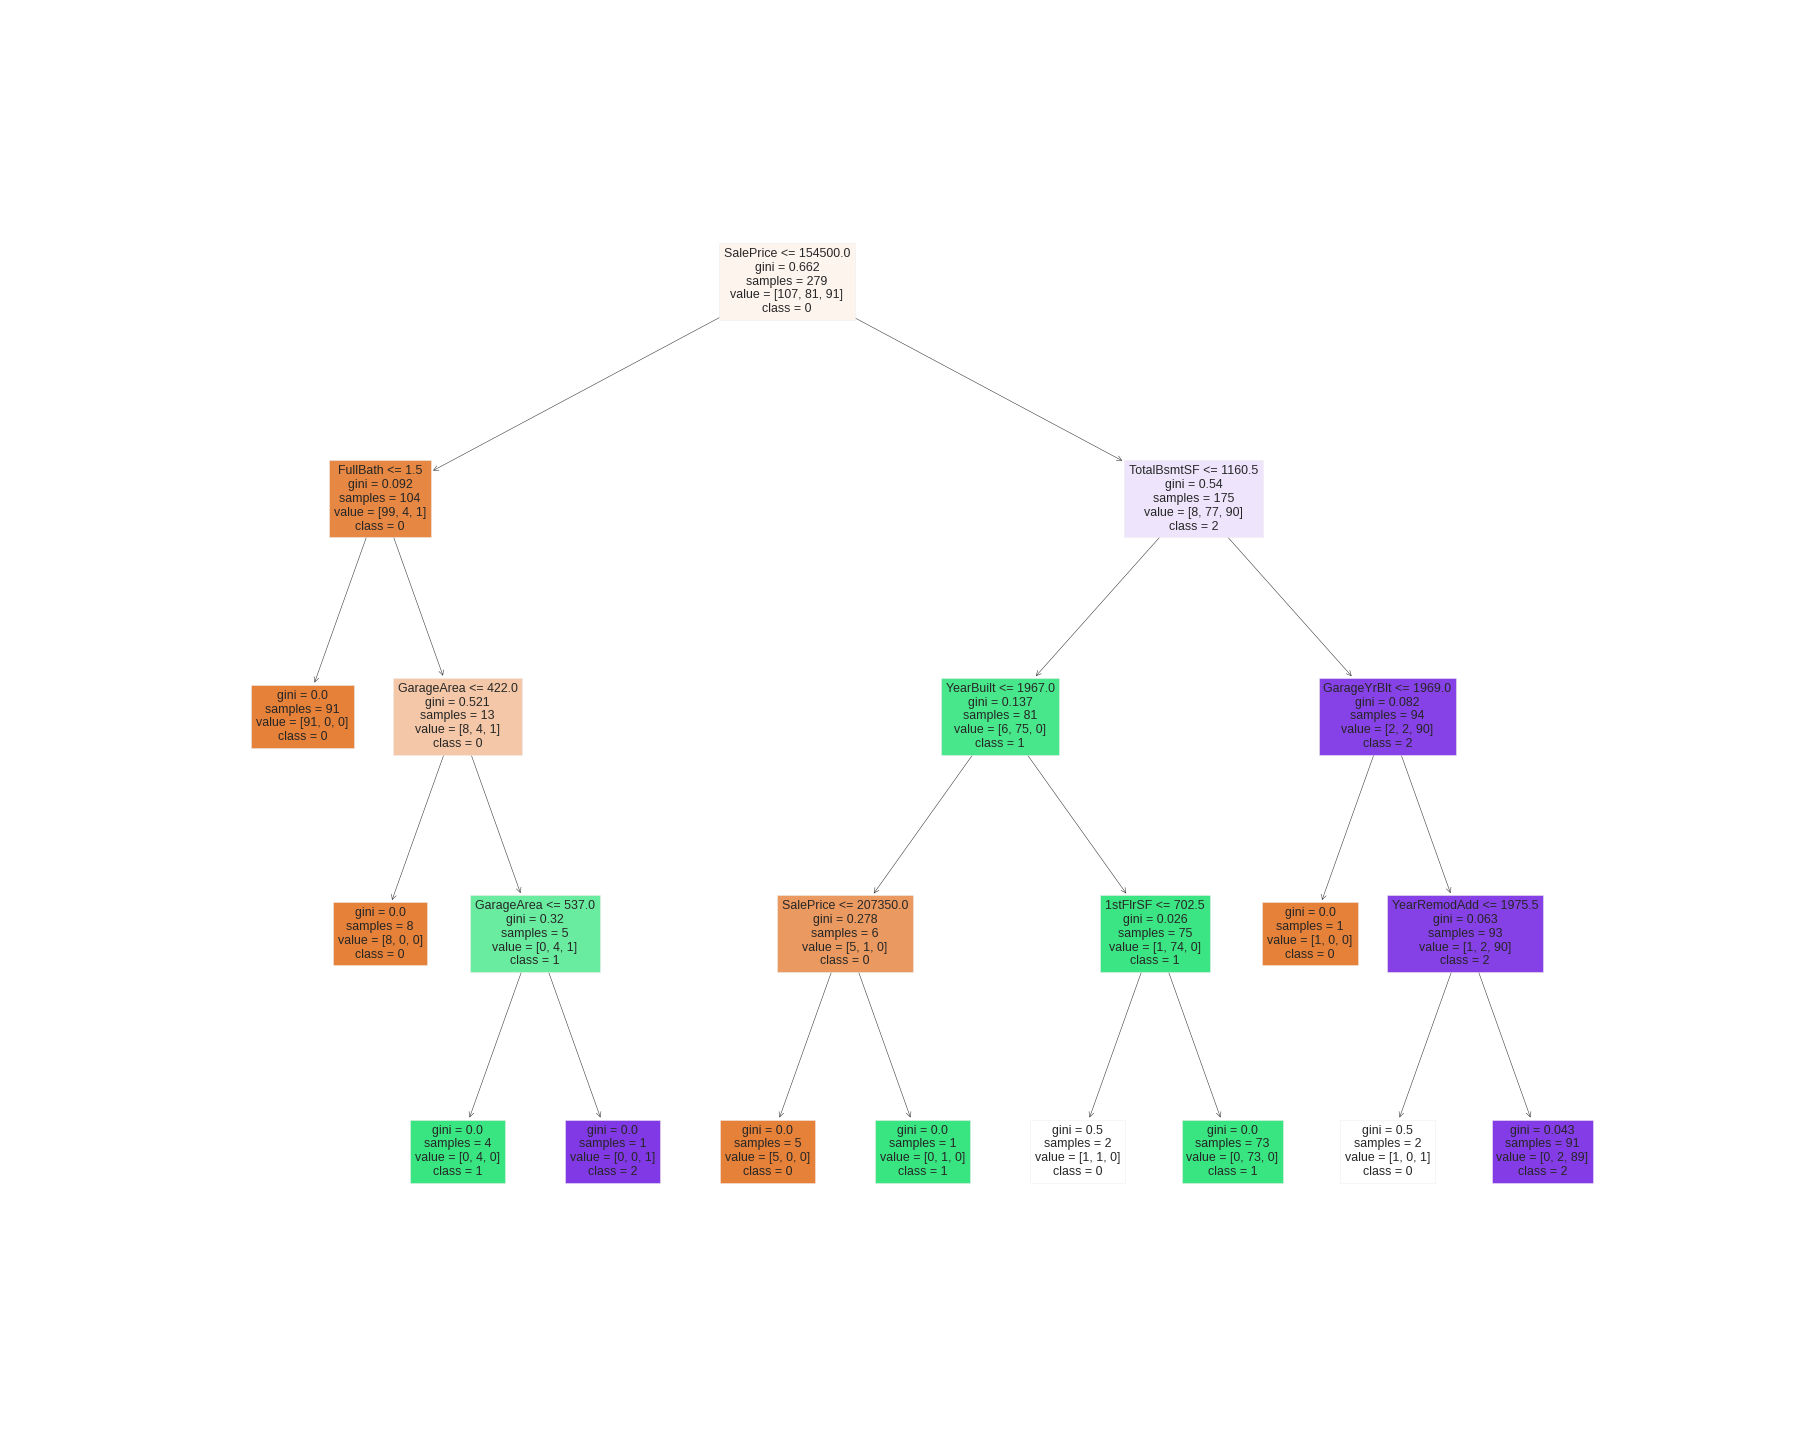 SalePrice <= 154500.0
gini = 0.662
samples = 279
value = [107, 81, 91]
class = 0
FullBath <= 1.5
gini = 0.092
samples = 104
value = [99, 4, 1]
class = 0
TotalBsmtSF <= 1160.5
gini = 0.54
samples = 175
value = [8, 77, 90]
class = 2
gini = 0.0
samples = 91
value = [91, 0, 0]
class = 0
GarageArea <= 422.0
gini = 0.521
samples = 13
value = [8, 4, 1]
class = 0
YearBuilt <= 1967.0
gini = 0.137
samples = 81
value = [6, 75, 0]
class = 1
GarageYrBlt <= 1969.0
gini = 0.082
samples = 94
value = [2, 2, 90]
class = 2
gini = 0.0
samples = 8
value = [8, 0, 0]
class = 0
GarageArea <= 537.0
gini = 0.32
samples = 5
value = [0, 4, 1]
class = 1
SalePrice <= 207350.0
gini = 0.278
samples = 6
value = [5, 1, 0]
class = 0
1stFlrSF <= 702.5
gini = 0.026
samples = 75
value = [1, 74, 0]
class = 1
gini = 0.0
samples = 1
value = [1, 0, 0]
class = 0
YearRemodAdd <= 1975.5
gini = 0.063
samples = 93
value = [1, 2, 90]
class = 2
gini = 0.0
samples = 4
value = [0, 4, 0]
class = 1
gini = 0.0
samples = 1
value = [0, 0, 1]
class = 2
gini = 0.0
samples = 5
value = [5, 0, 0]
class = 0
gini = 0.0
samples = 1
value = [0, 1, 0]
class = 1
gini = 0.5
samples = 2
value = [1, 1, 0]
class = 0
gini = 0.0
samples = 73
value = [0, 73, 0]
class = 1
gini = 0.5
samples = 2
value = [1, 0, 1]
class = 0
gini = 0.043
samples = 91
value = [0, 2, 89]
class = 2